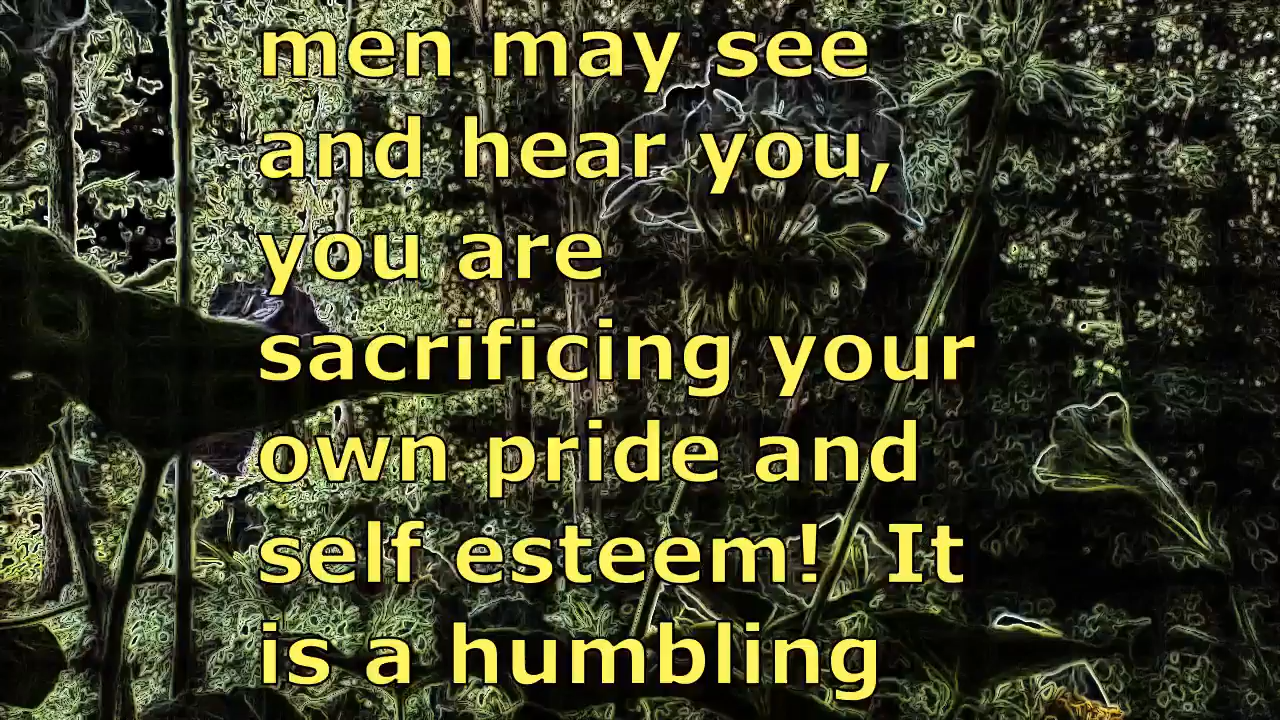 men may see
and hear you,
you are
sacrificing your
own pride and
self esteem!  It
is a humbling